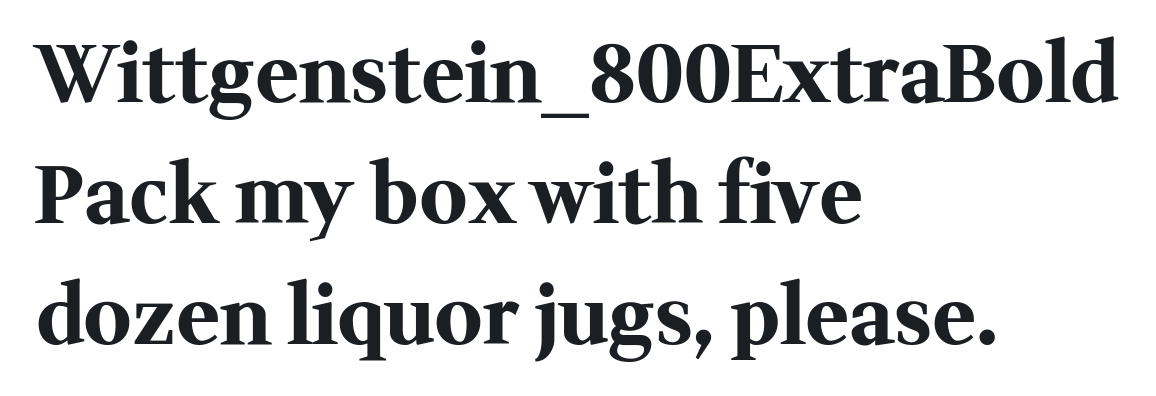 Wittgenstein_800ExtraBold
Pack my box with five
dozen liquor jugs, please.